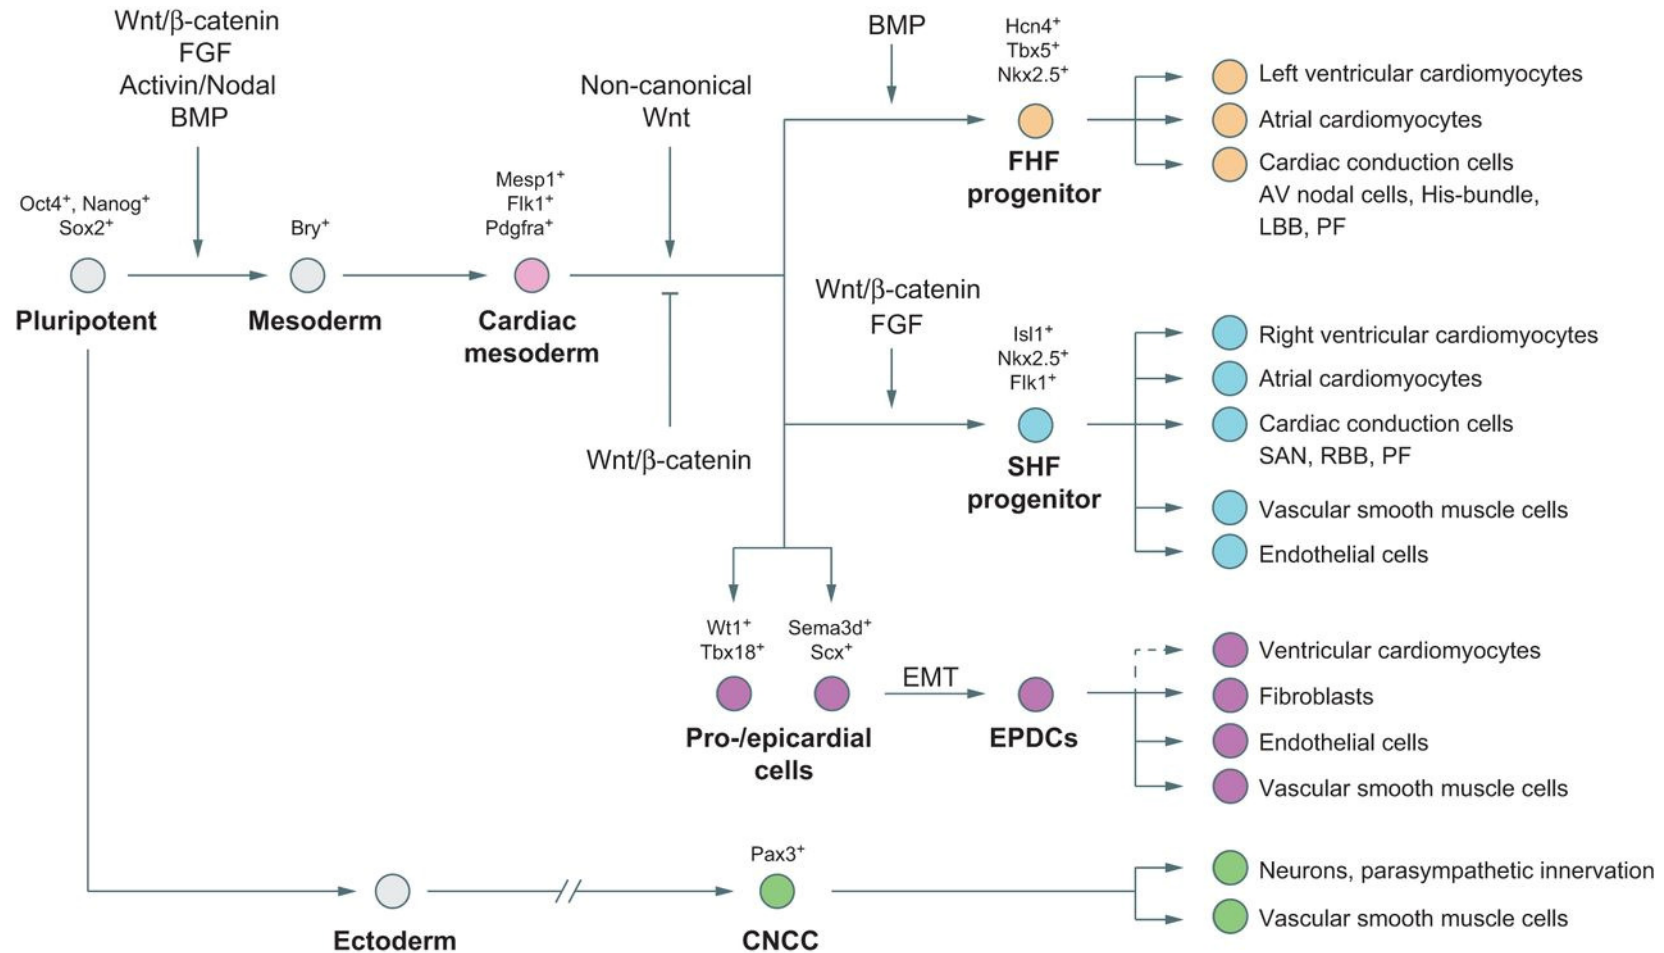 Wnt/β-catenin
FGF
Activin/Nodal
BMP
Oct4⁺, Nanog⁺
Sox2⁺
Pluripotent
Bry⁺
Mesoderm
Mesp1⁺
Flk1⁺
Pdgfra⁺
Cardiac
mesoderm
Non-canonical
Wnt
Wnt/β-catenin
BMP
Hcn4⁺
Tbx5⁺
Nkx2.5⁺
FHF
progenitor
Left ventricular cardiomyocytes
Atrial cardiomyocytes
Cardiac conduction cells
AV nodal cells, His-bundle,
LBB, PF
Wnt/β-catenin
FGF
Isl1⁺
Nkx2.5⁺
Flk1⁺
SHF
progenitor
Right ventricular cardiomyocytes
Atrial cardiomyocytes
Cardiac conduction cells
SAN, RBB, PF
Vascular smooth muscle cells
Endothelial cells
Wt1⁺
Tbx18⁺
Sema3d⁺
Scx⁺
Pro-/epicardial
cells
EMT
EPDCs
Ventricular cardiomyocytes
Fibroblasts
Endothelial cells
Vascular smooth muscle cells
Ectoderm
Pax3⁺
CNCC
Neurons, parasympathetic innervation
Vascular smooth muscle cells